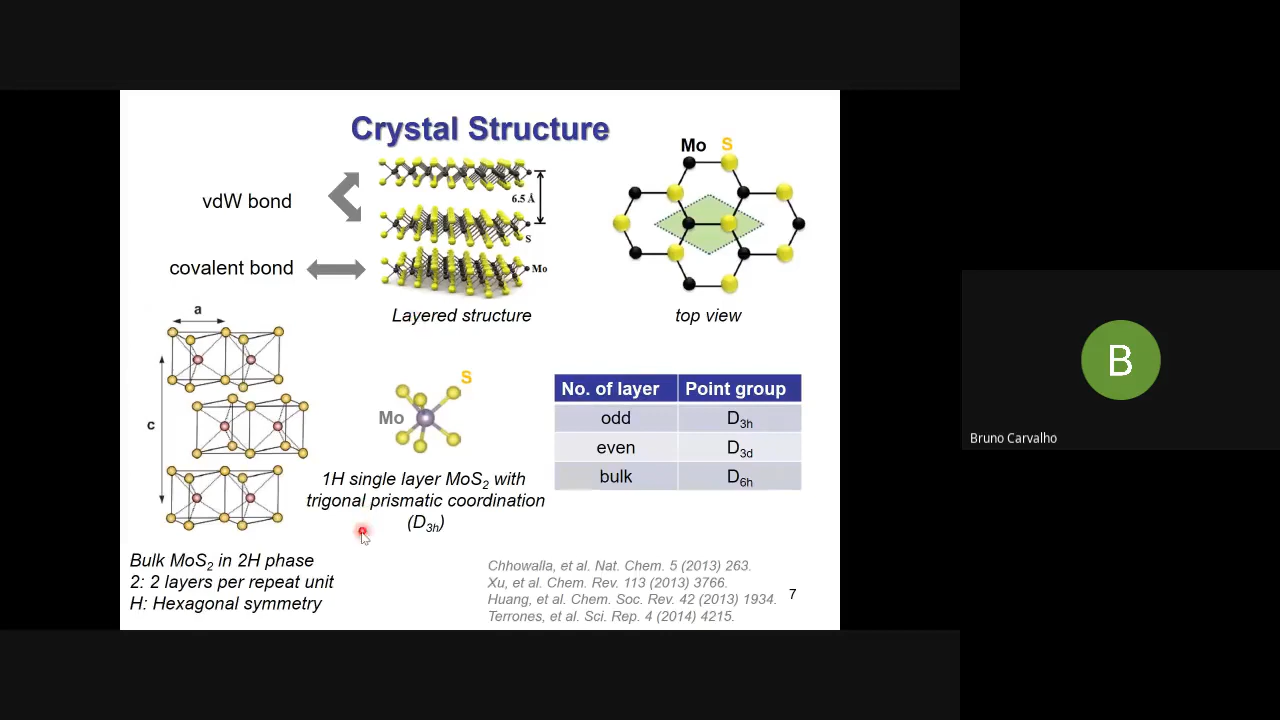 Crystal Structure
vdW bond
6.5 Å
S
covalent bond
Mo
Layered structure
Mo S
top view
a
c
S
Mo
1H single layer MoS2 with
trigonal prismatic coordination
(D3h)
No. of layer Point group
odd D3h
even D3d
bulk D6h
Bulk MoS2 in 2H phase
2: 2 layers per repeat unit
H: Hexagonal symmetry
Chhowalla, et al. Nat. Chem. 5 (2013) 263.
Xu, et al. Chem. Rev. 113 (2013) 3766.
Huang, et al. Chem. Soc. Rev. 42 (2013) 1934.
Terrones, et al. Sci. Rep. 4 (2014) 4215.
7
B
Bruno Carvalho